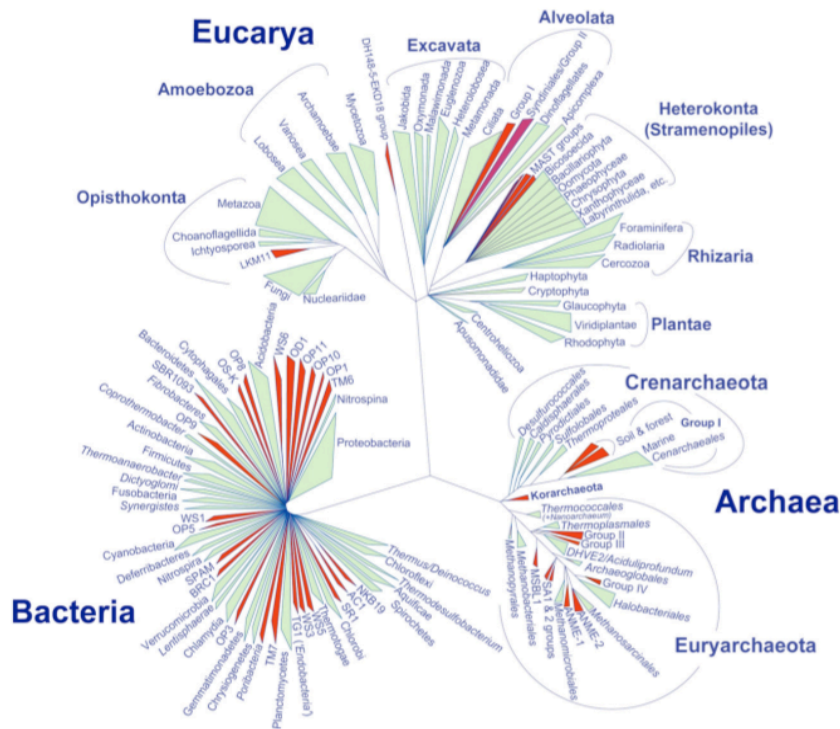 Eucarya
Amoebozoa
Lobosea
Variosea
Archamoebae
Mycetozoa
DH148-5-EKD18 group
Excavata
Jakobida
Oxymonada
Malawimonada
Euglenozoa
Heterolobosea
Metamonada
Alveolata
Ciliata
Group I
Syndiniales/Group II
Dinoflagellates
Apicomplexa
Heterokonta
(Stramenopiles)
MAST groups
Bicosoecida
Bacillariophyta
Oomycota
Phaeophyceae
Chrysophyta
Xanthophyceae
Labyrinthulida, etc.
Rhizaria
Foraminifera
Radiolaria
Cercozoa
Haptophyta
Cryptophyta
Plantae
Glaucophyta
Viridiplantae
Rhodophyta
Centroheliozoa
Apusomonadidae
Opisthokonta
Metazoa
Choanoflagellida
Ichtyosporea
LKM11
Fungi
Nucleariidae
Bacteria
Acidobacteria
WS6
OD1
OP11
OP10
OP1
TM6
Nitrospina
Proteobacteria
OP8
OS-K
Cytophagales
Bacteroidetes
SBR1093
Fibrobacteres
OP9
Coprothermobacter
Actinobacteria
Firmicutes
Thermoanaerobacter
Dictyoglomi
Fusobacteria
Synergistes
WS1
OP5
Cyanobacteria
Deferribacteres
Nitrospira
SPAM
BRC1
Verrucomicrobia
Lentisphaerae
Chlamydia
OP3
Gemmatimonadetes
Chrysiogenetes
Poribacteria
TM7
Planctomycetes
TG1 ('Endobacteria')
WS3
WS5
Thermotogae
Chlorobi
SR1
AC1
NKB19
Spirochetes
Aquificae
Thermodesulfobacterium
Chloroflexi
Thermus/Deinococcus
Archaea
Crenarchaeota
Desulfurococcales
Caldisphaerales
Pyrodictiales
Sulfolobales
Thermoproteales
Soil & forest
Group I
Marine
Cenarchaeales
Korarchaeota
Thermococcales
(+Nanoarchaeum)
Thermoplasmales
Group II
Group III
DHVE2/Aciduliprofundum
Archaeoglobales
Group IV
Halobacteriales
Methanosarcinales
ANME-2
ANME-1
Methanomicrobiales
SA1 & 2 groups
MSBL1
Methanobacteriales
Methanopyrales
Euryarchaeota